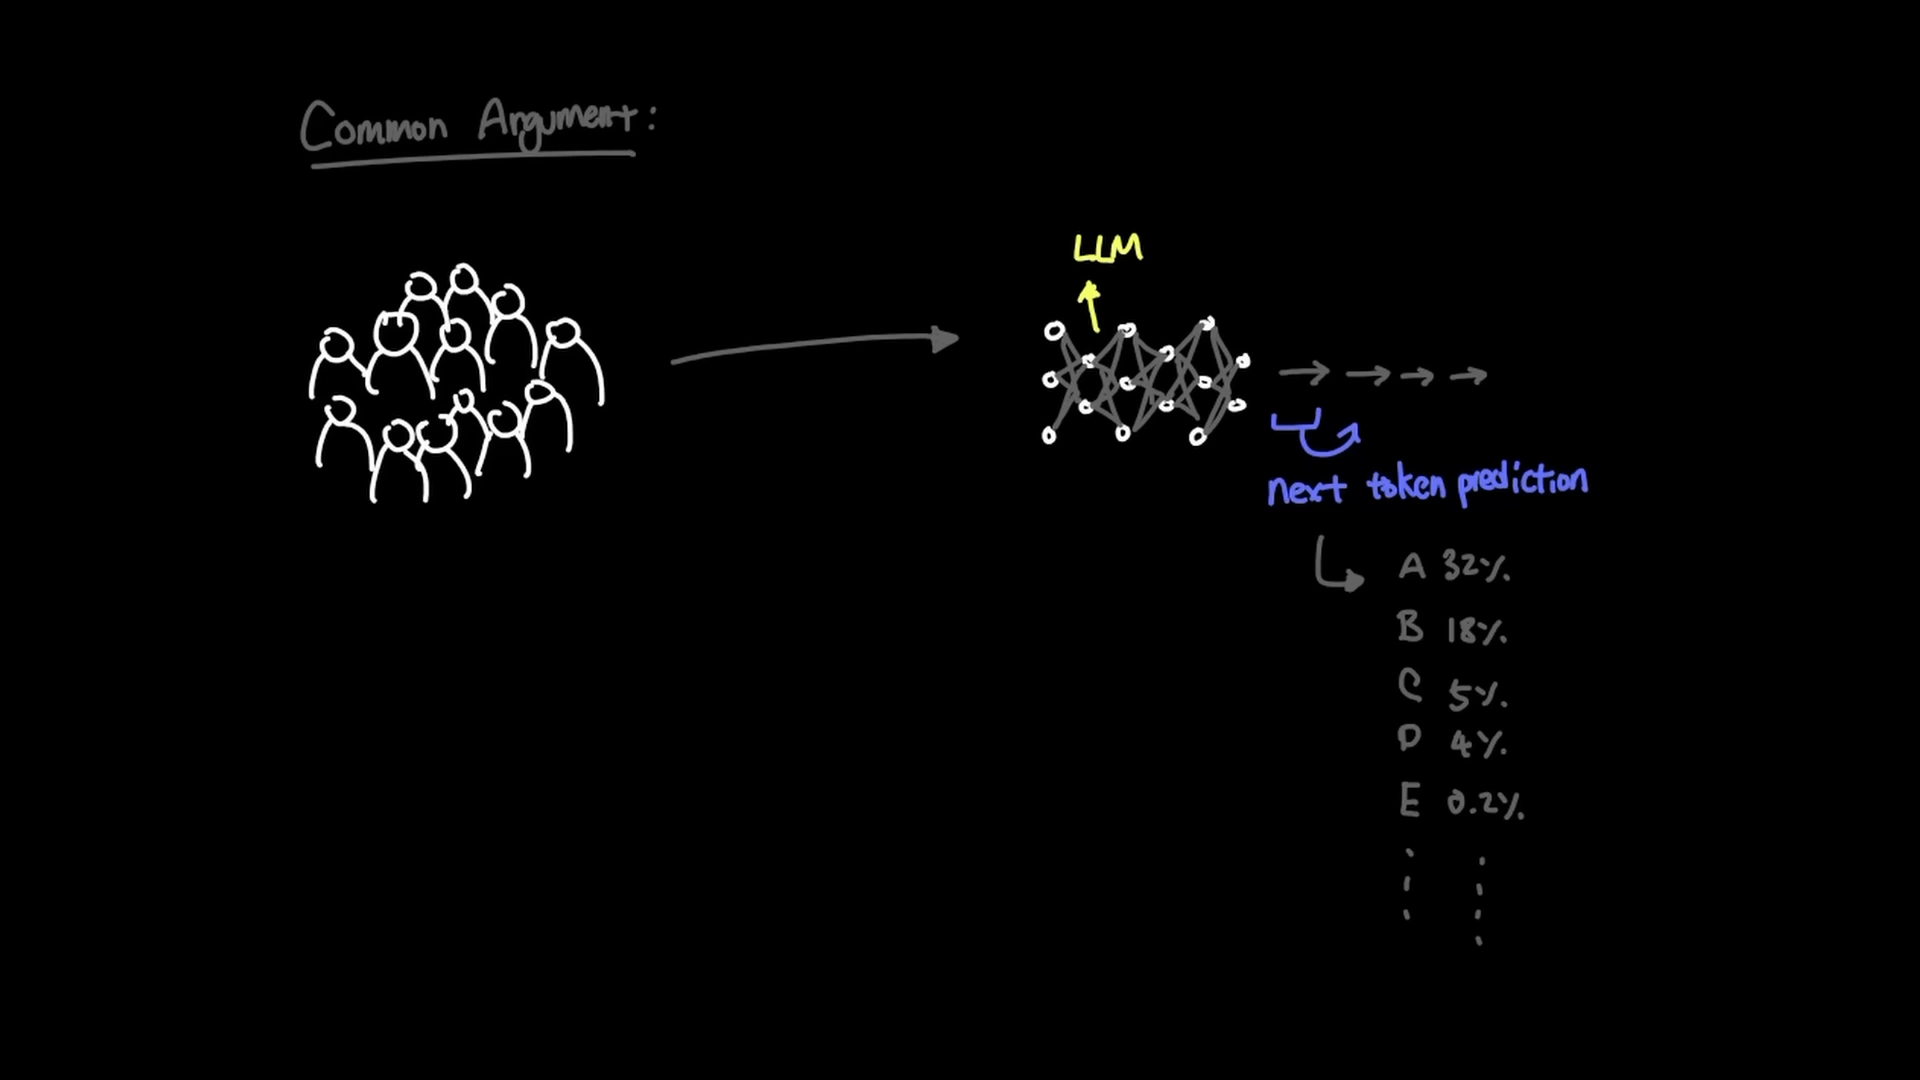 Common Argument:
LLM
next token prediction
A 32%
B 18%
C 5%
D 4%
E 0.2%